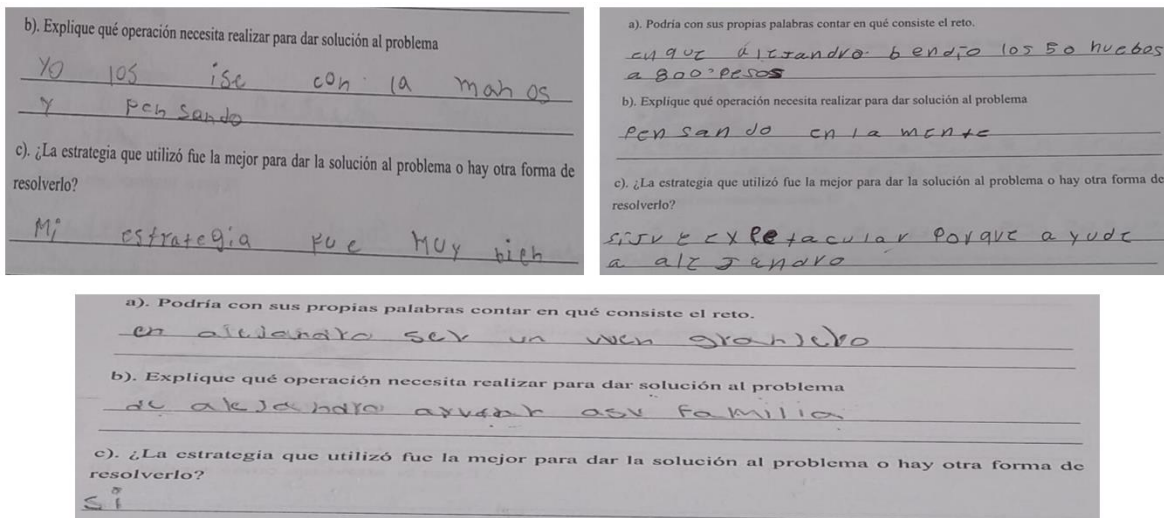 b). Explique qué operación necesita realizar para dar solución al problema
Yo los ise con la man os
y pensando
c). ¿La estrategia que utilizó fue la mejor para dar la solución al problema o hay otra forma de
resolverlo?
Mi estrategia fue muy bien
a). Podría con sus propias palabras contar en qué consiste el reto.
en que alejandro bendio los 50 huebos
a 800 pesos
b). Explique qué operación necesita realizar para dar solución al problema
pensando en la mente
c). ¿La estrategia que utilizó fue la mejor para dar la solución al problema o hay otra forma de
resolverlo?
porque ayude
a alejandro
a). Podría con sus propias palabras contar en qué consiste el reto.
en alejandro ser un wen granjero
b). Explique qué operación necesita realizar para dar solución al problema
de alejandro asu familia
c). ¿La estrategia que utilizó fue la mejor para dar la solución al problema o hay otra forma de
resolverlo?
si